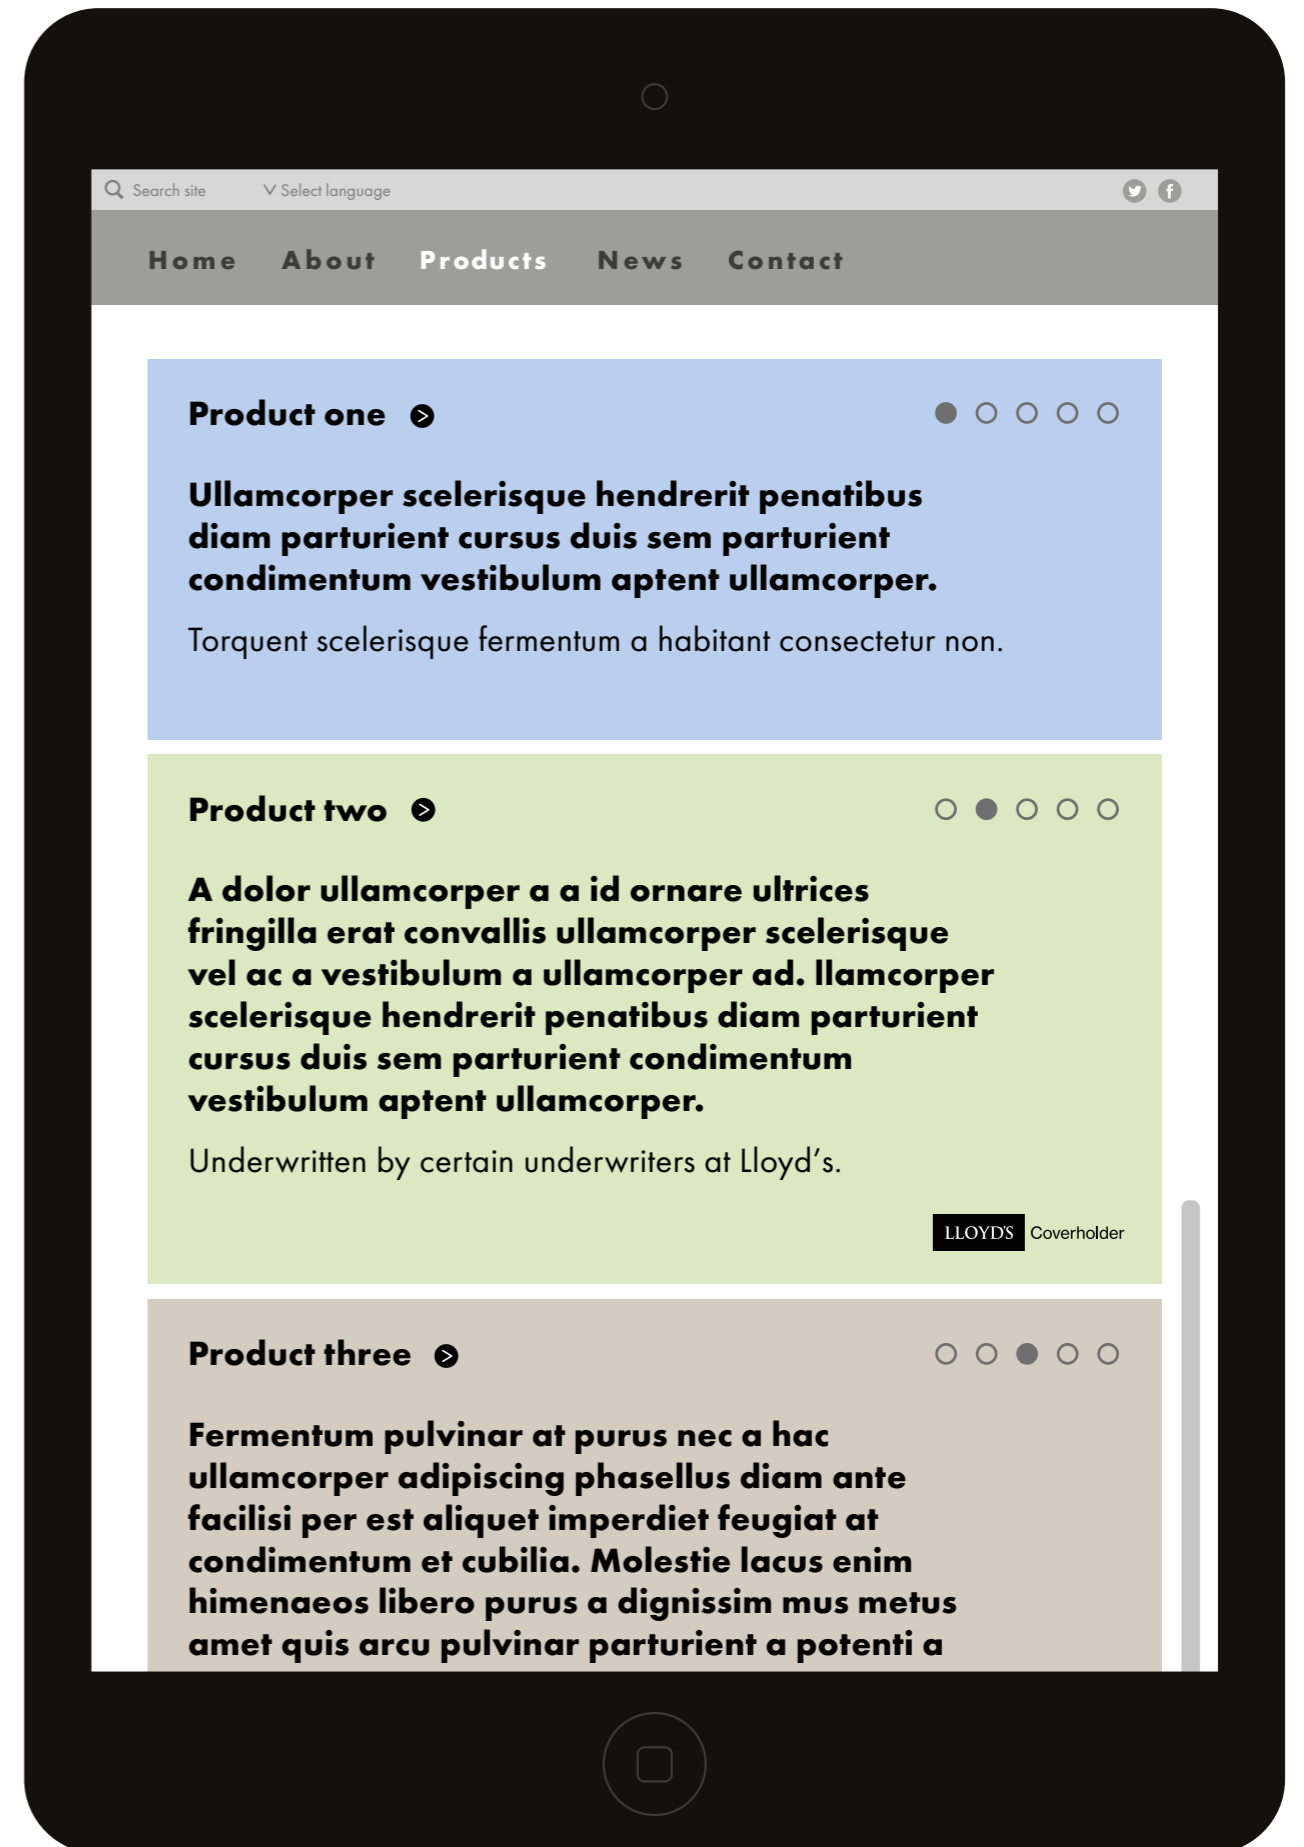 Search site
Select language
Home About Products News Contact
Product one
Ullamcorper scelerisque hendrerit penatibus
diam parturient cursus duis sem parturient
condimentum vestibulum aptent ullamcorper.
Torquent scelerisque fermentum a habitant consectetur non.
Product two
A dolor ullamcorper a a id ornare ultrices
fringilla erat convallis ullamcorper scelerisque
vel ac a vestibulum a ullamcorper ad. llamcorper
scelerisque hendrerit penatibus diam parturient
cursus duis sem parturient condimentum
vestibulum aptent ullamcorper.
Underwritten by certain underwriters at Lloyd’s.
LLOYD'S Coverholder
Product three
Fermentum pulvinar at purus nec a hac
ullamcorper adipiscing phasellus diam ante
facilisi per est aliquet imperdiet feugiat at
condimentum et cubilia. Molestie lacus enim
himenaeos libero purus a dignissim mus metus
amet quis arcu pulvinar parturient a potenti a